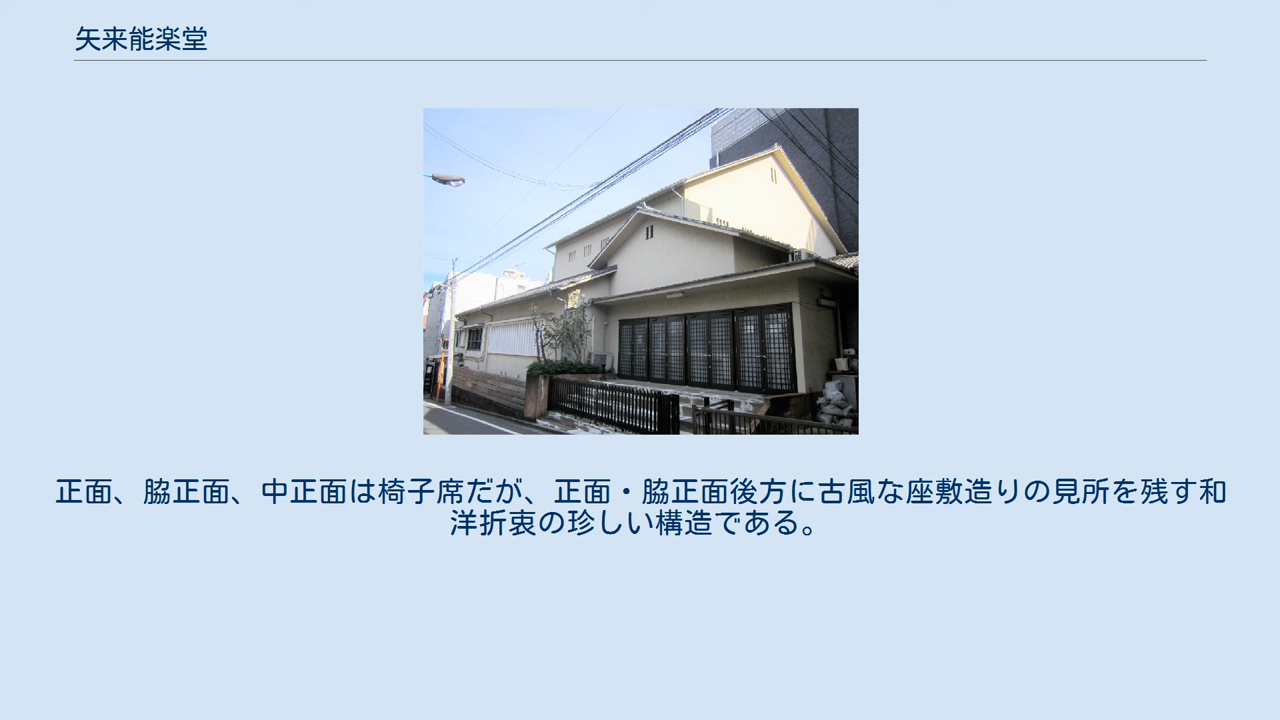 矢来能楽堂
正面、脇正面、中正面は椅子席だが、正面・脇正面後方に古風な座敷造りの見所を残す和
洋折衷の珍しい構造である。